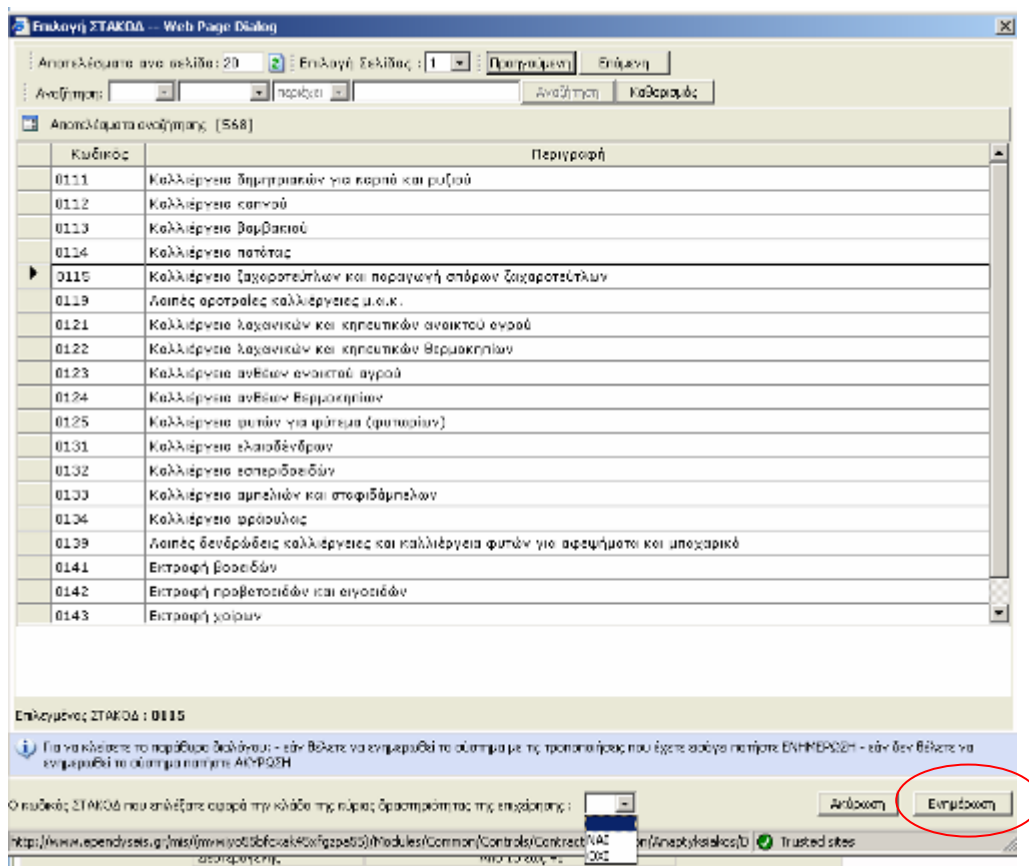 Επιλογή ΣΤΑΚΟΔ -- Web Page Dialog
Αποτελέσματα ανα σελίδα: 20 Επιλογή Σελίδας : 1 Προηγούμενη Επόμενη
Αναζήτηση: περιέχει Αναζήτηση Καθαρισμός
Αποτελέσματα αναζήτησης [568]
Κωδικός Περιγραφή
0111 Καλλιέργεια δημητριακών για καρπό και ρυζιού
0112 Καλλιέργεια καπνού
0113 Καλλιέργεια βαμβακιού
0114 Καλλιέργεια πατάτας
0115 Καλλιέργεια ζαχαροτεύτλων και παραγωγή σπόρων ζαχαροτεύτλων
0119 Λοιπές αροτραίες καλλιέργειες μ.α.κ.
0121 Καλλιέργεια λαχανικών και κηπευτικών ανοικτού αγρού
0122 Καλλιέργεια λαχανικών και κηπευτικών θερμοκηπίων
0123 Καλλιέργεια ανθέων ανοικτού αγρού
0124 Καλλιέργεια ανθέων θερμοκηπίων
0125 Καλλιέργεια φυτών για φύτεμα (φυτωρίων)
0131 Καλλιέργεια ελαιοδένδρων
0132 Καλλιέργεια εσπεριδοειδών
0133 Καλλιέργεια αμπελιών και σταφιδάμπελων
0134 Καλλιέργεια φράουλας
0139 Λοιπές δενδρώδεις καλλιέργειες και καλλιέργεια φυτών για αφεψήματα και μπαχαρικά
0141 Εκτροφή βοοειδών
0142 Εκτροφή προβατοειδών και αιγοειδών
0143 Εκτροφή χοίρων
Επιλεγμένος ΣΤΑΚΟΔ : 0115
Για να κλείσετε το παράθυρο διαλόγου: - εάν θέλετε να ενημερωθεί το σύστημα με τις τροποποιήσεις που έχετε εισάγει πατήστε ΕΝΗΜΕΡΩΣΗ - εάν δεν θέλετε να
ενημερωθεί το σύστημα πατήστε ΑΚΥΡΩΣΗ
Ο κωδικός ΣΤΑΚΟΔ που επιλέξατε αφορά την κλάδο της κύριας δραστηριότητας της επιχείρησης : Ακύρωση Ενημέρωση
ΝΑΙ
ΟΧΙ
Trusted sites